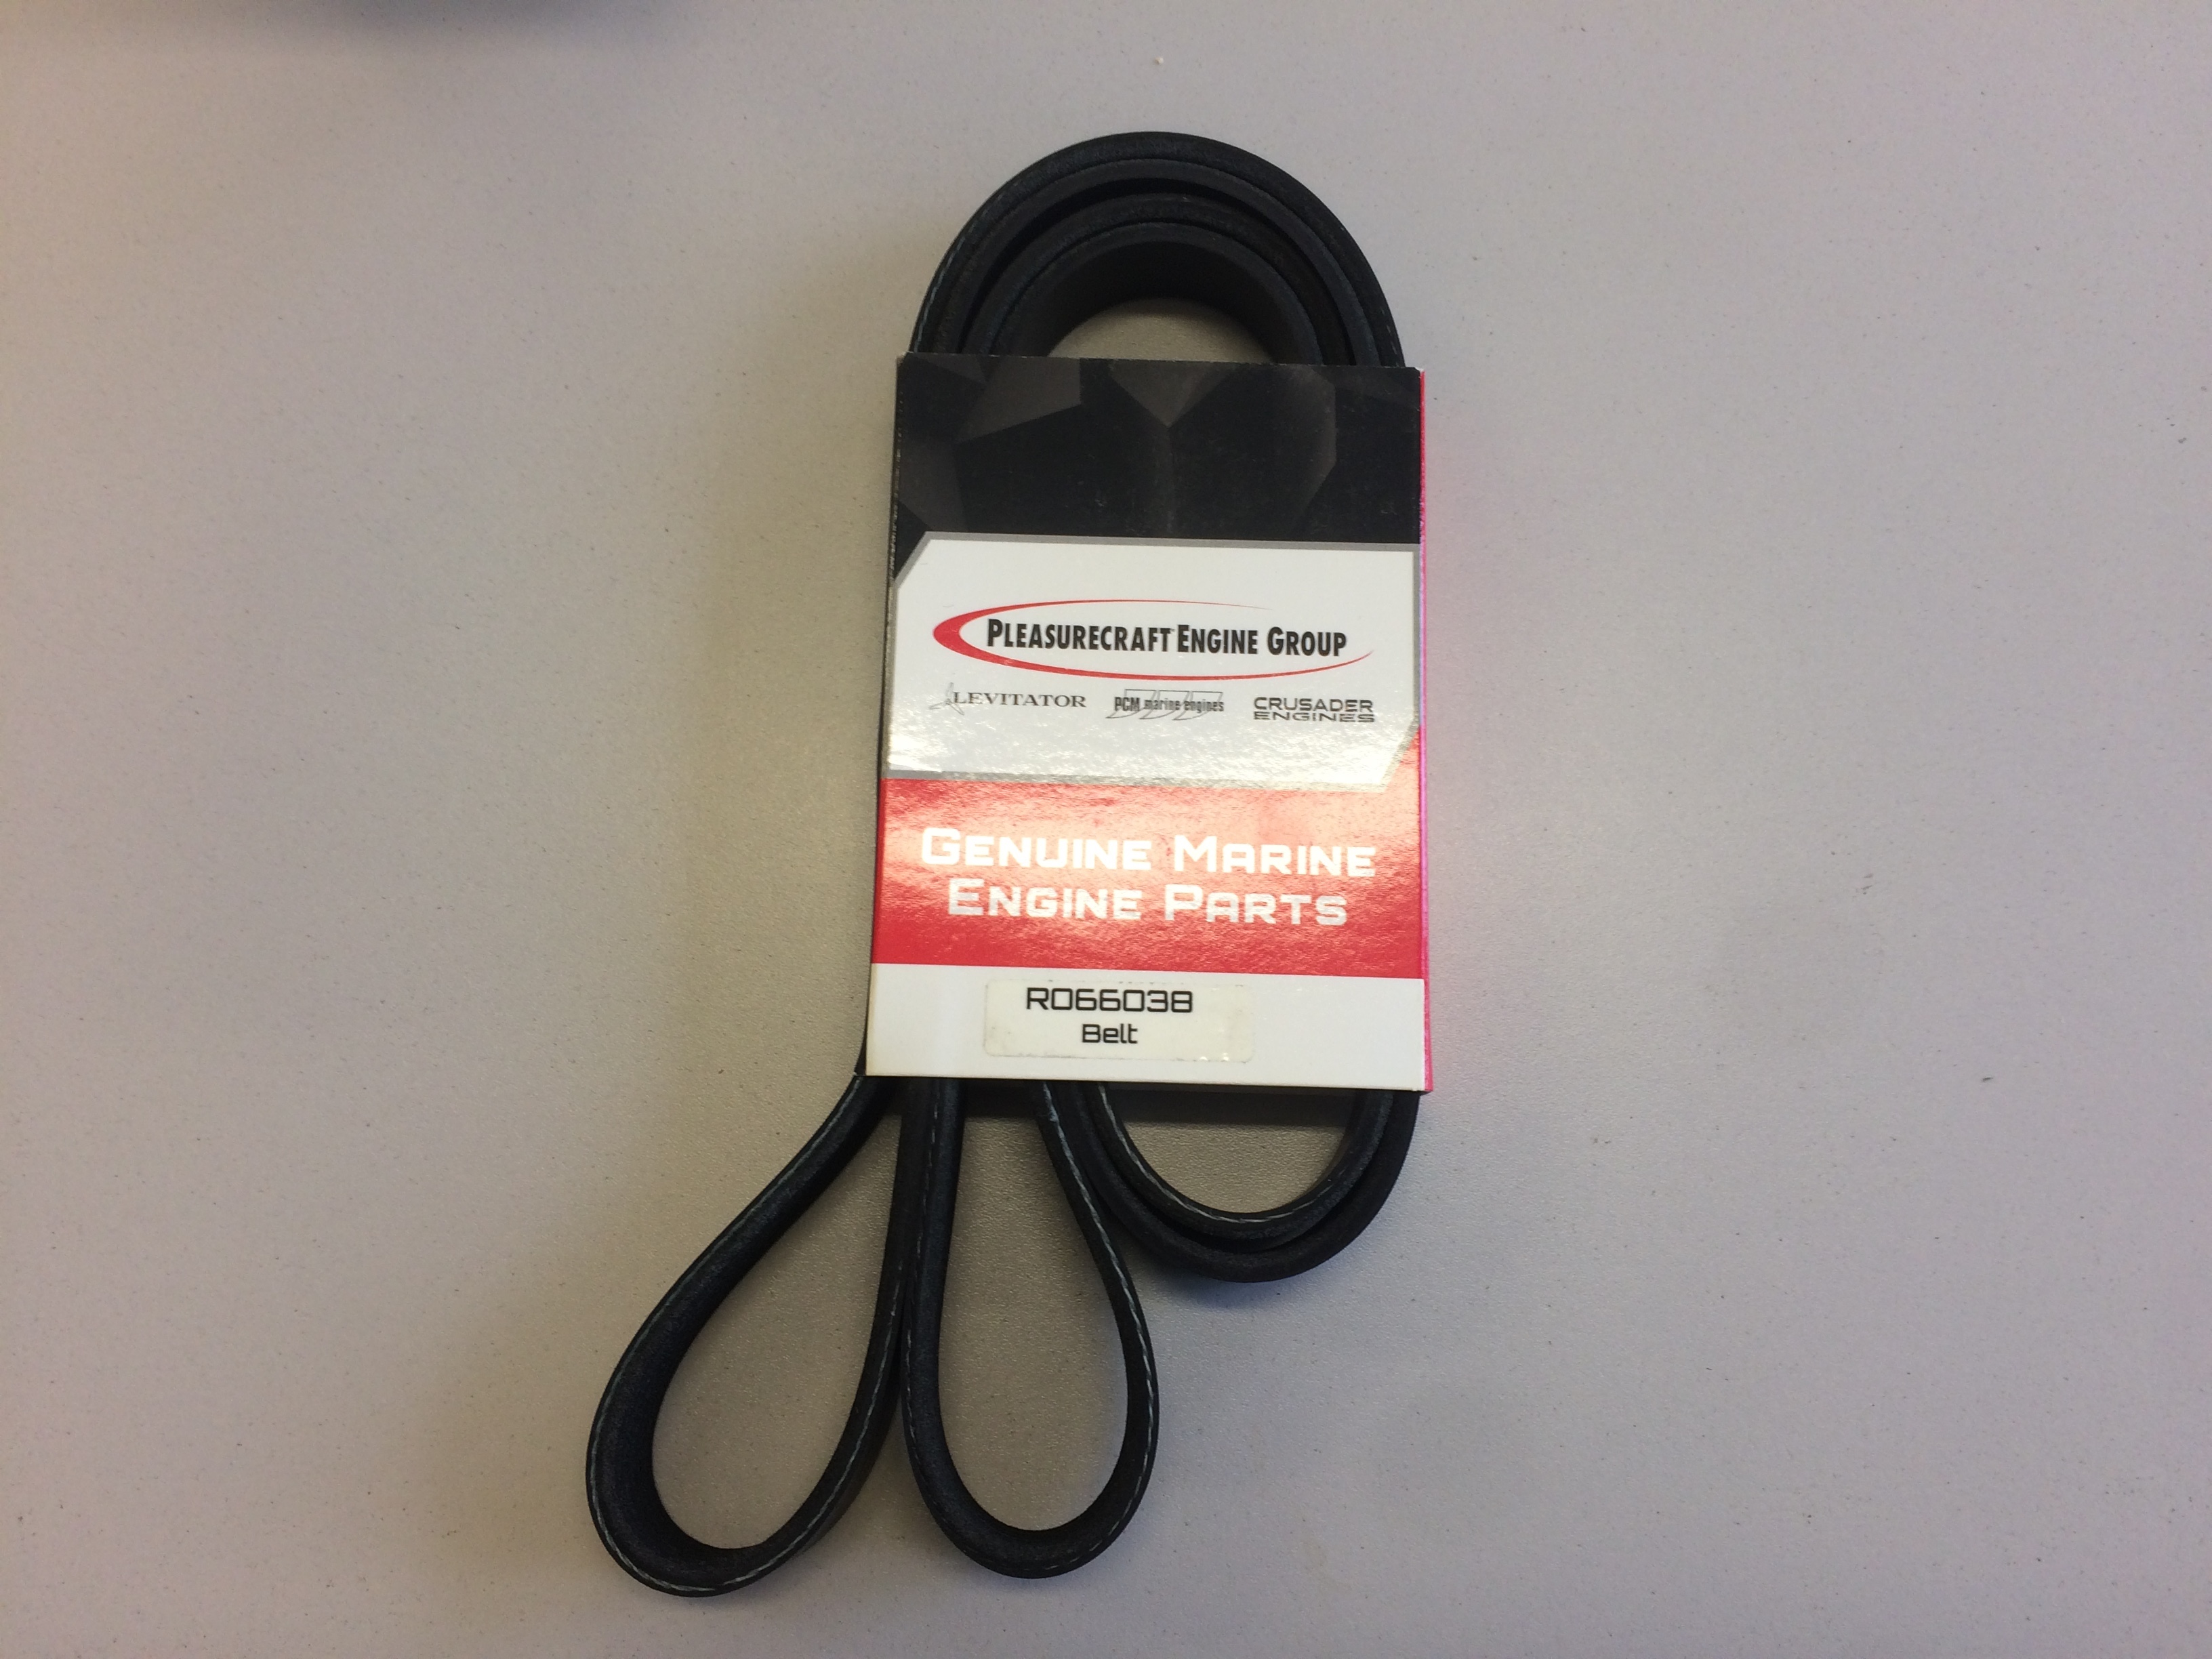 PLEASURECRAFT ENGINE GROUP
LEVITATOR PCM marine engines CRUSADER ENGINES
GENUINE MARINE
ENGINE PARTS
R066038
Belt